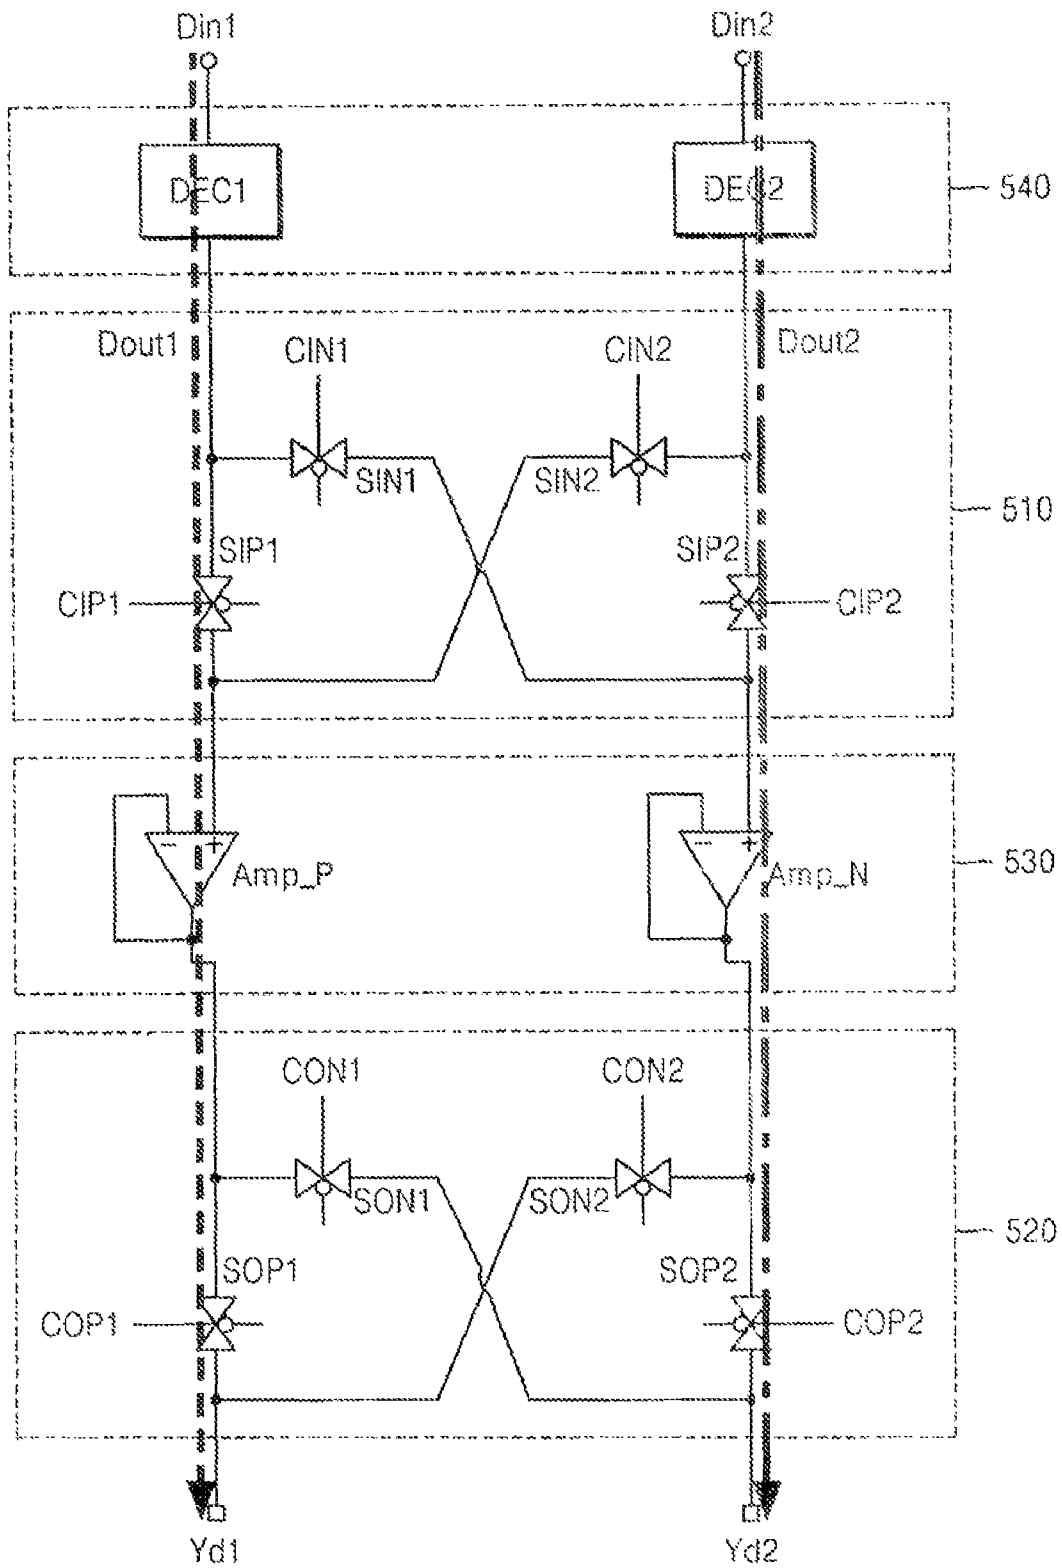 Din1
Din2
DEC1
DEC2
540
Dout1
Dout2
CIN1
CIN2
SIN1
SIN2
510
SIP1
SIP2
CIP1
CIP2
- +
- +
Amp_P
Amp_N
530
CON1
CON2
SON1
SON2
520
SOP1
SOP2
COP1
COP2
Yd1
Yd2